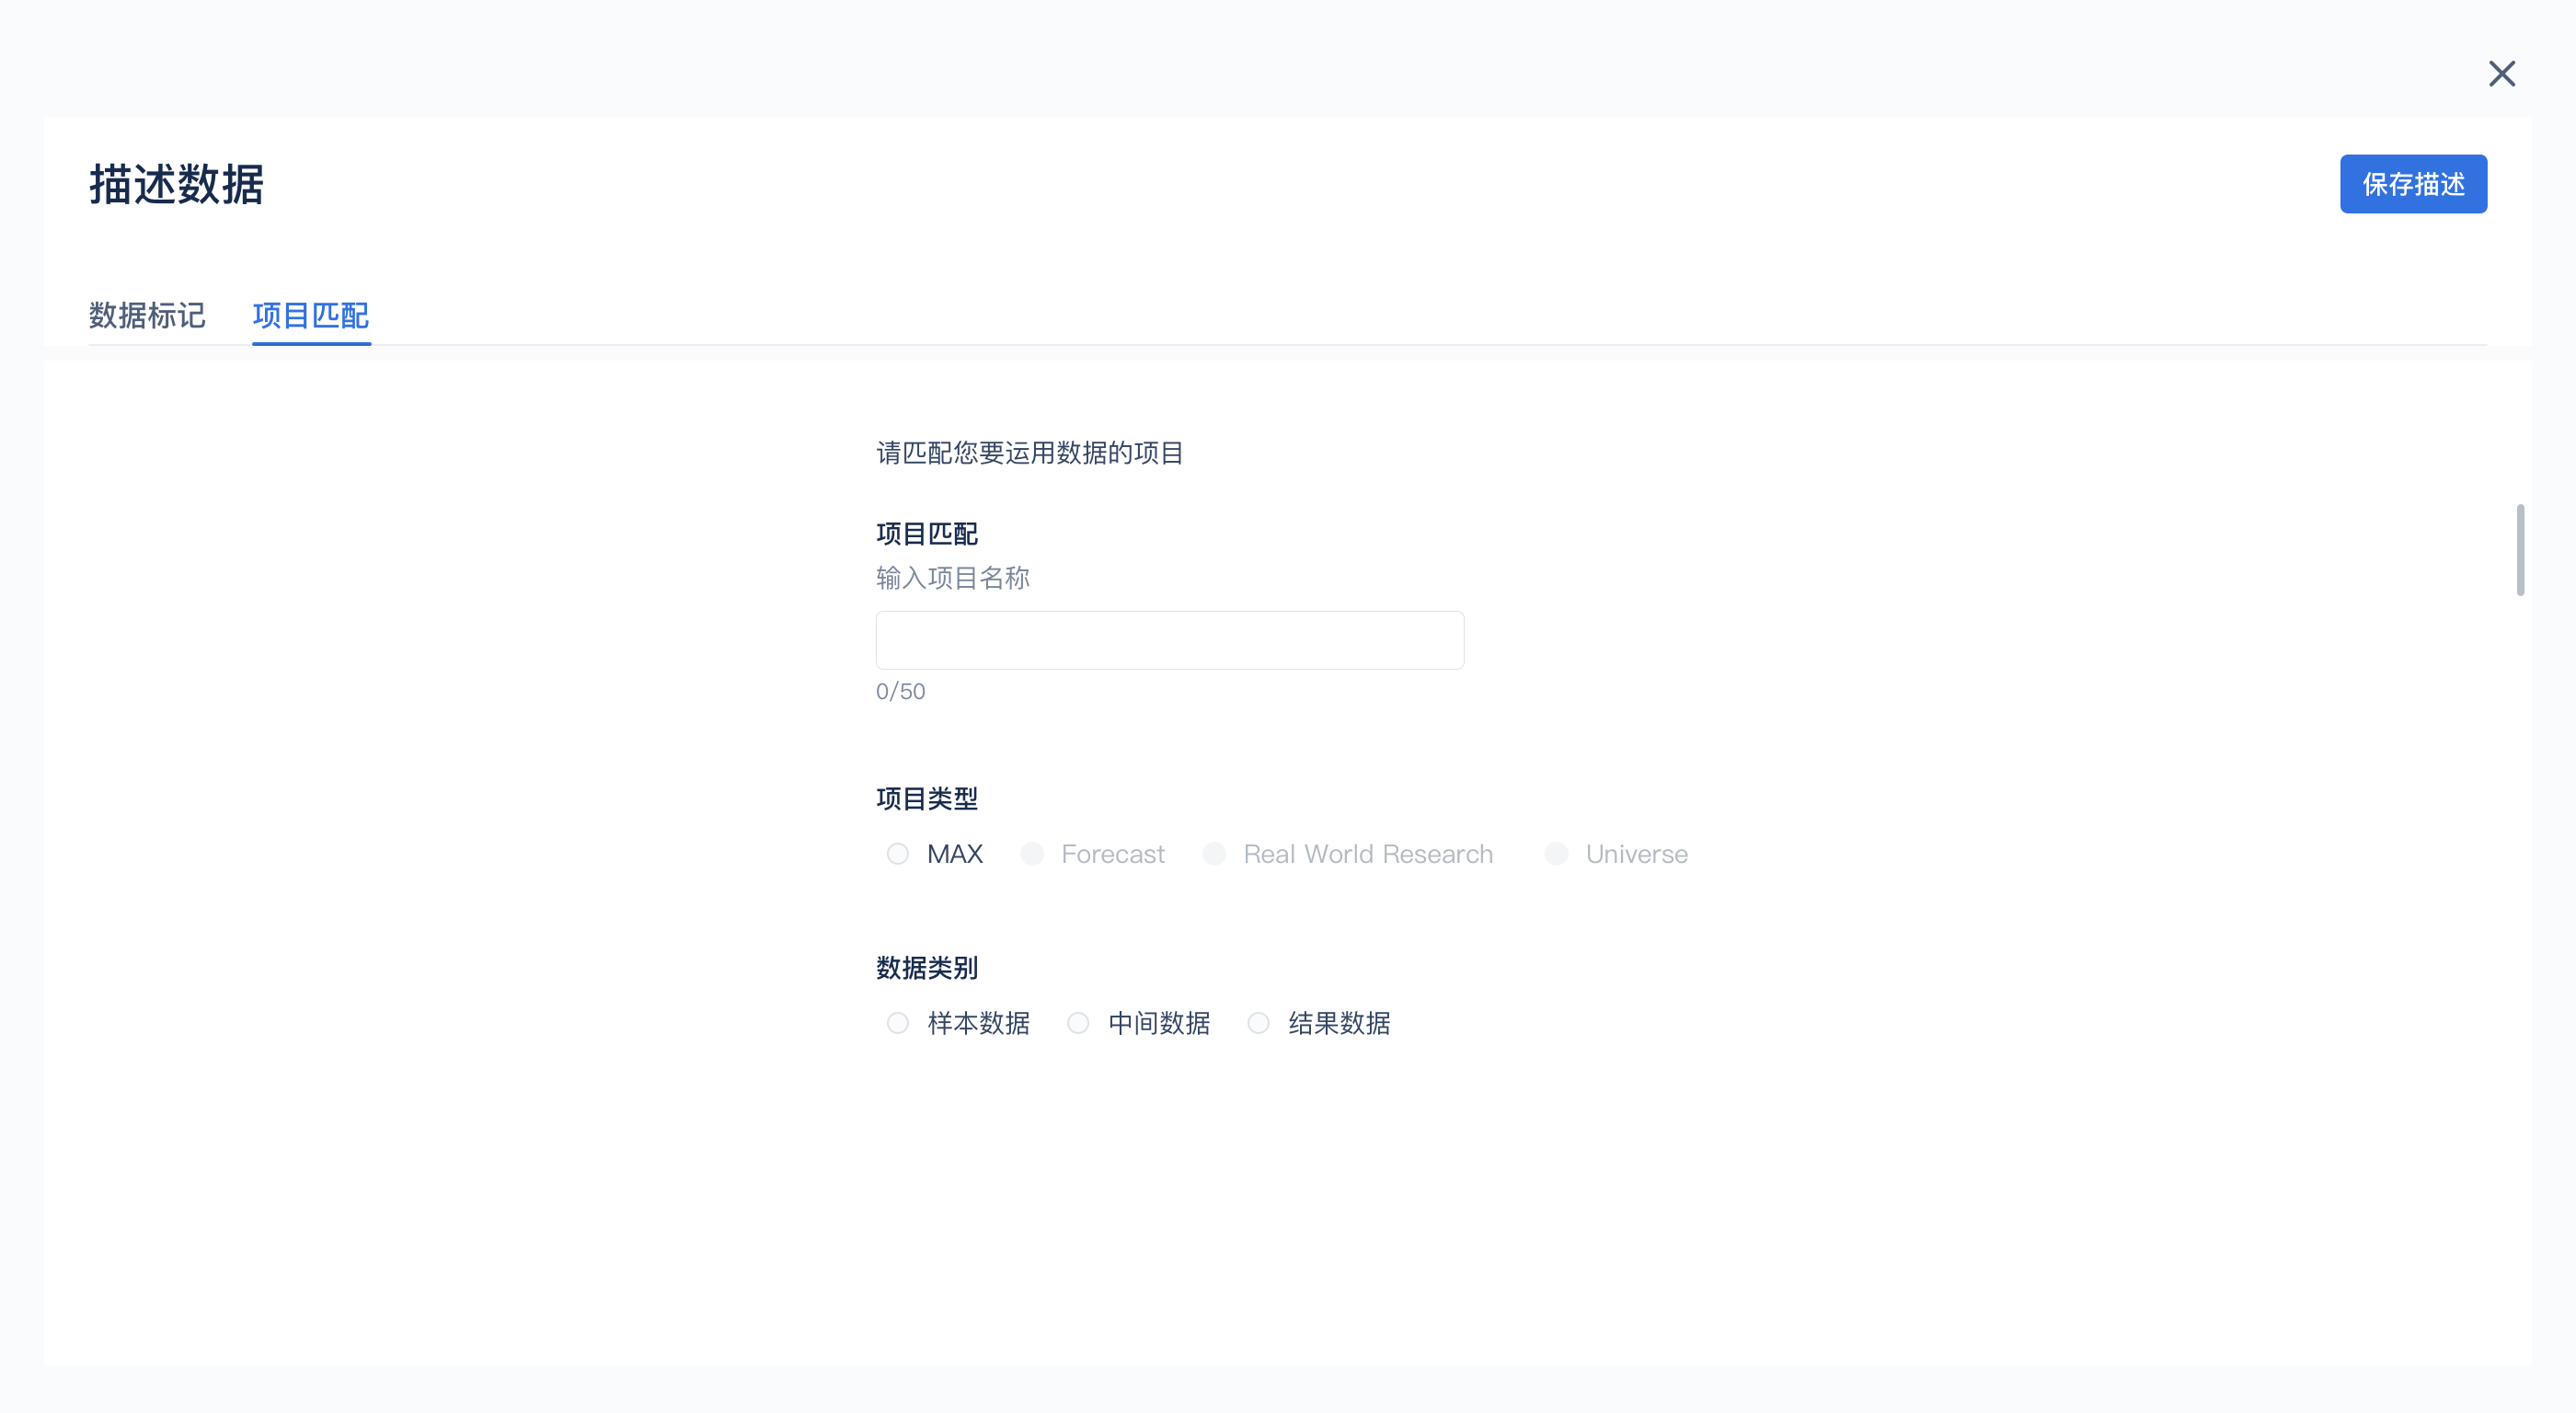 描述数据
保存描述
数据标记 项目匹配
请匹配您要运用数据的项目
项目匹配
输入项目名称
0/50
项目类型
MAX Forecast Real World Research Universe
数据类别
样本数据 中间数据 结果数据